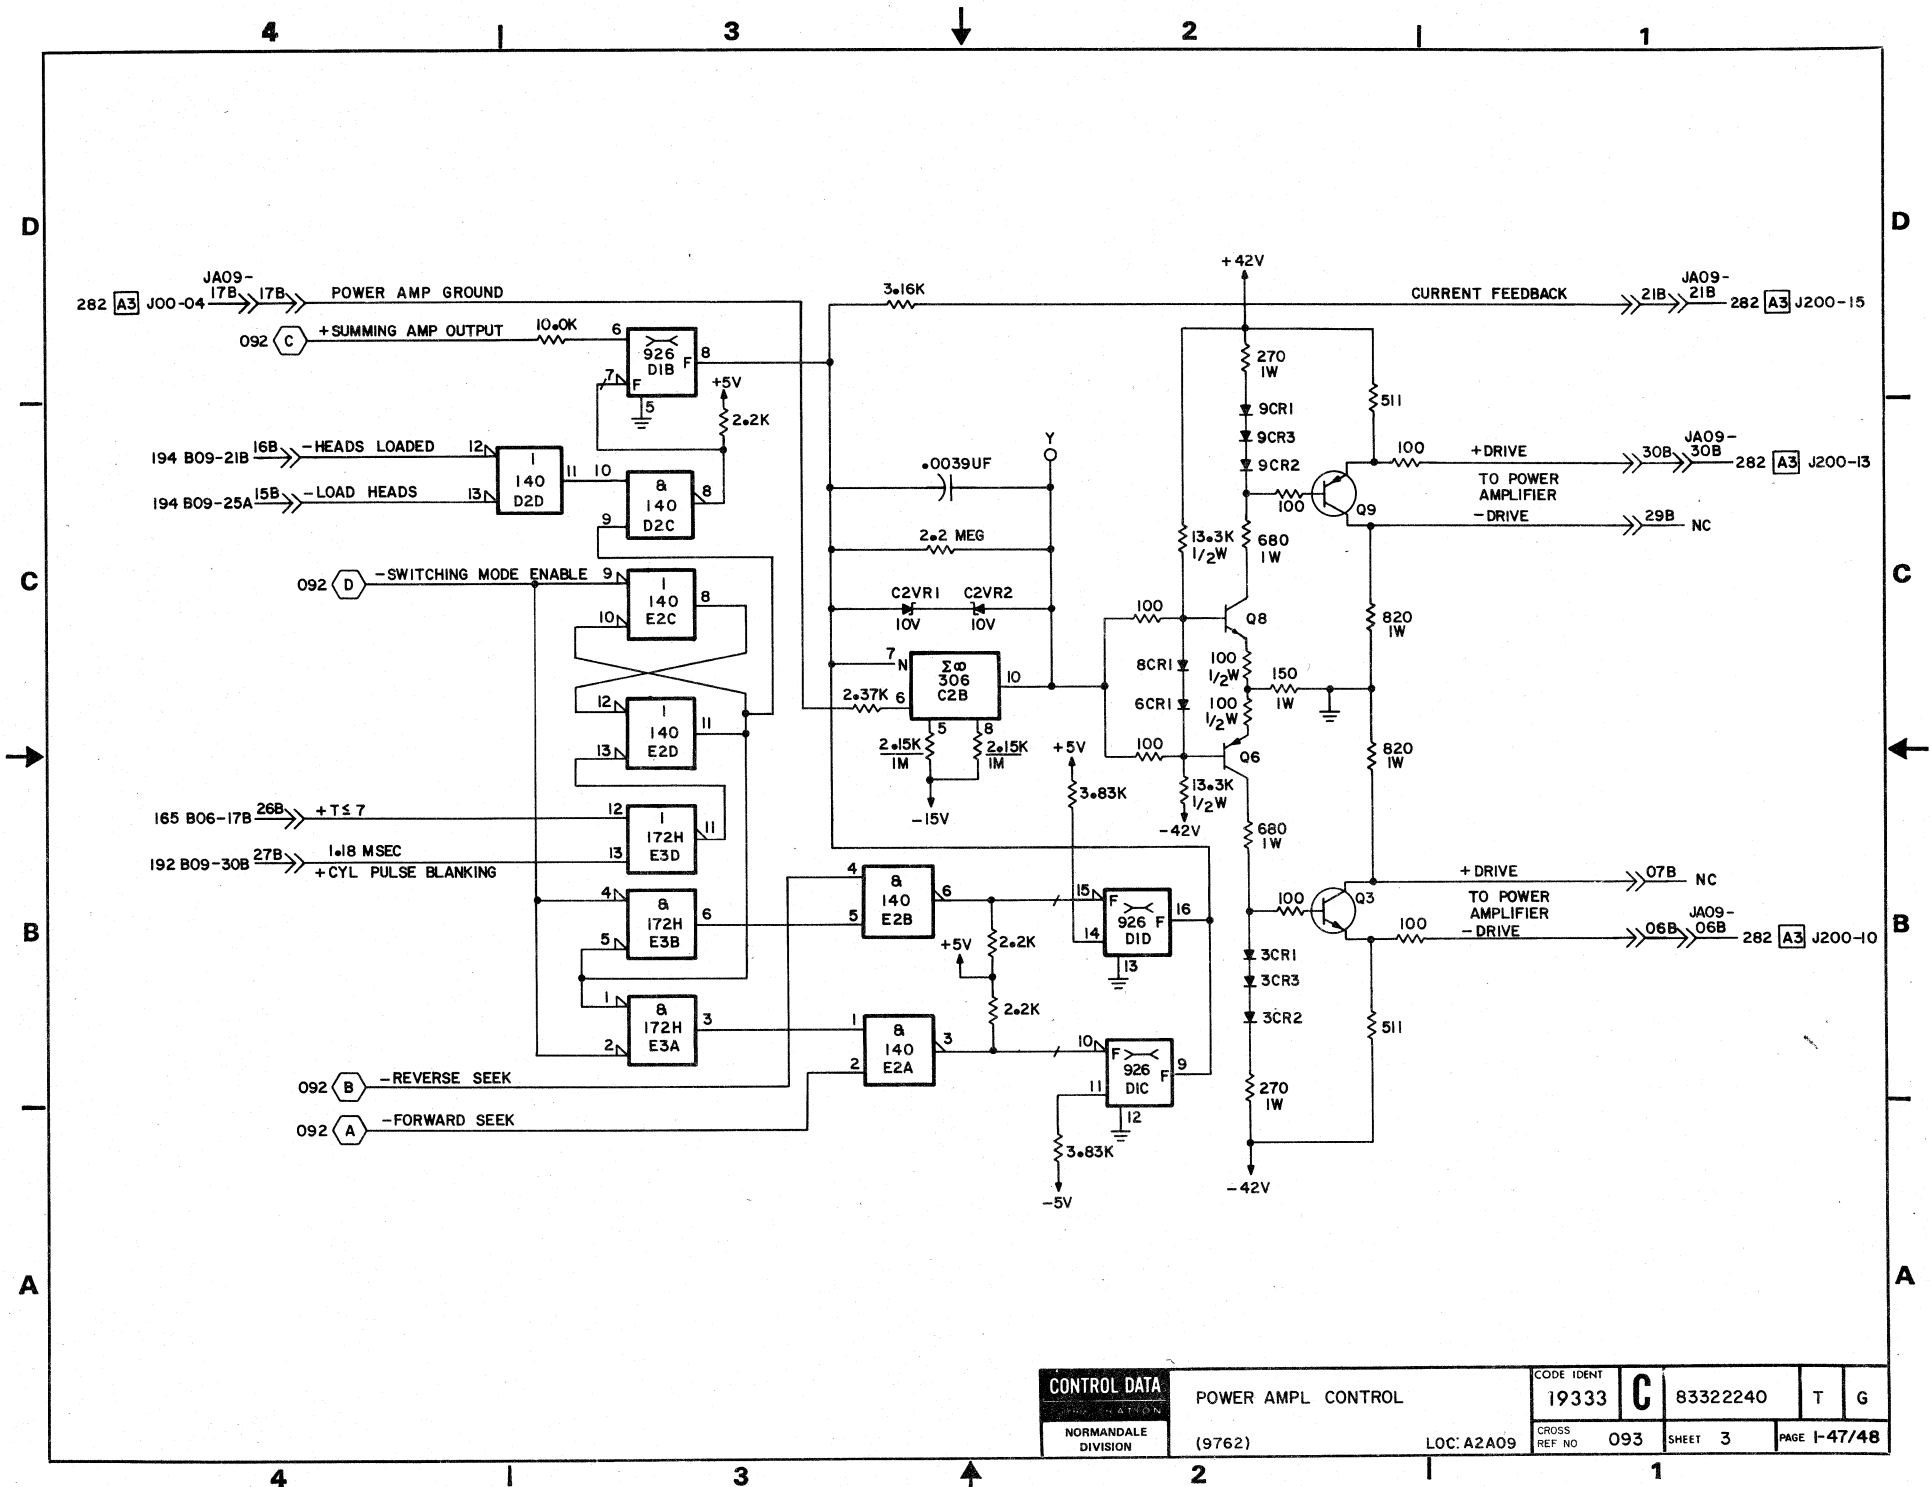 4 3 2 1
D
D
+42V
JA09-
282 A3 J00-04 17B 17B POWER AMP GROUND
3.16K
CURRENT FEEDBACK
JA09-
21B 21B 282 A3 J200-15
092 C +SUMMING AMP OUTPUT 10.0K 6
926
D1B
F 8
7 F
5
+5V
2.2K
270
1W
511
9CR1
9CR3
9CR2
194 B09-21B 16B -HEADS LOADED 12
194 B09-25A 15B -LOAD HEADS 13
1
140
D2D
11 10
&
140
D2C
8
9
Y
.0039UF
2.2 MEG
C2VR1 C2VR2
10V 10V
100
Q9
100 +DRIVE
JA09-
30B 30B 282 A3 J200-13
TO POWER
AMPLIFIER
-DRIVE 29B NC
13.3K
1/2W
680
1W
C
C
092 D -SWITCHING MODE ENABLE 9
1
140
E2C
8
10
12
1
140
E2D
11
13
7 N
Σ∞
306
C2B
10
2.37K 6
5 8
2.15K
1M
2.15K
1M
-15V
100
Q8
8CR1
100
1/2W
150
1W
6CR1
100
1/2W
820
1W
820
1W
100
Q6
13.3K
1/2W
-42V
680
1W
+5V
3.83K
165 B06-17B 26B +T≤7 12
192 B09-30B 27B 1.18 MSEC
+CYL PULSE BLANKING 13
1
172H
E3D
11
4
&
172H
E3B
6
5
4
&
140
E2B
6
5
15 F
926 F
D1D
16
14
13
2.2K
+5V
2.2K
B
B
100
Q3
+DRIVE 07B NC
TO POWER
AMPLIFIER
100 -DRIVE
JA09-
06B 06B 282 A3 J200-10
3CR1
3CR3
3CR2
511
270
1W
-42V
1
&
172H
E3A
3
2
1
&
140
E2A
3
2
10 F
926
D1C
F 9
11
12
3.83K
-5V
092 B -REVERSE SEEK
092 A -FORWARD SEEK
A
A
CONTROL DATA
NORMANDALE
DIVISION
POWER AMPL CONTROL
(9762) LOC: A2A09
CODE IDENT
19333
C
83322240
T
G
CROSS
REF NO 093
SHEET 3
PAGE 1-47/48
4 3 2 1